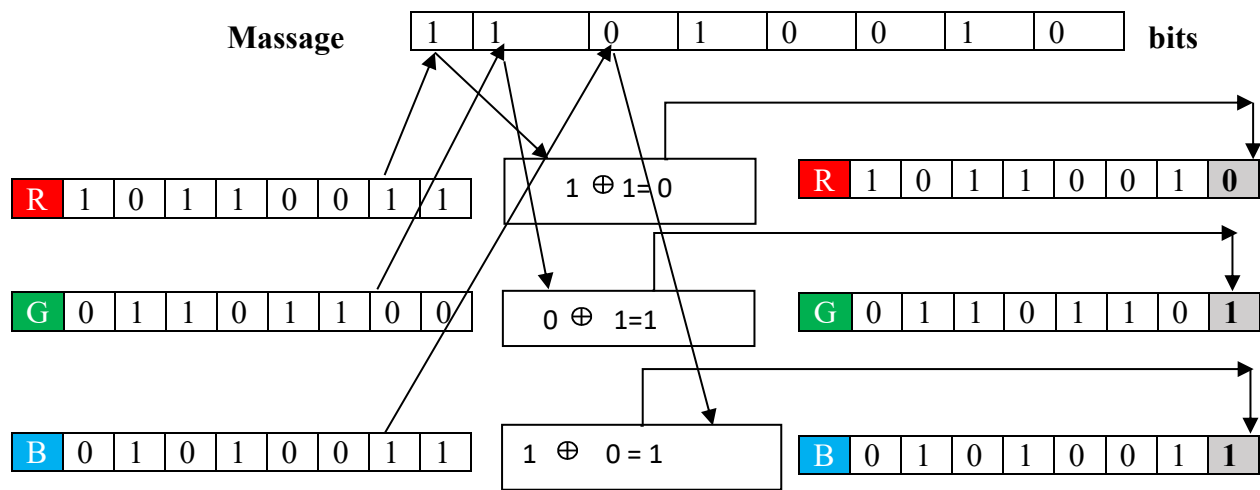 Massage 1 1 0 1 0 0 1 0 bits
R 1 0 1 1 0 0 1 1
1 ⊕ 1= 0
R 1 0 1 1 0 0 1 0
G 0 1 1 0 1 1 0 0
0 ⊕ 1=1
G 0 1 1 0 1 1 0 1
B 0 1 0 1 0 0 1 1
1 ⊕ 0 = 1
B 0 1 0 1 0 0 1 1